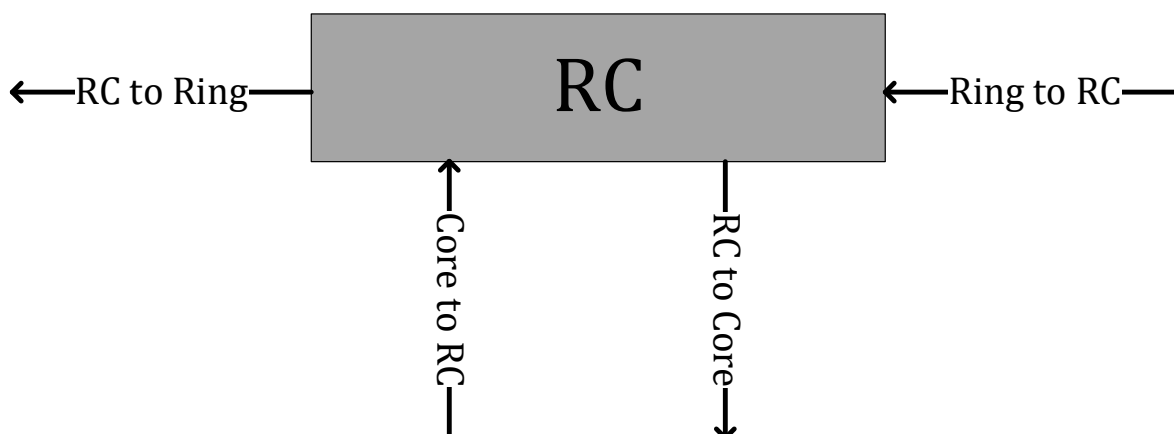 RC to Ring
RC
Ring to RC
Core to RC
RC to Core